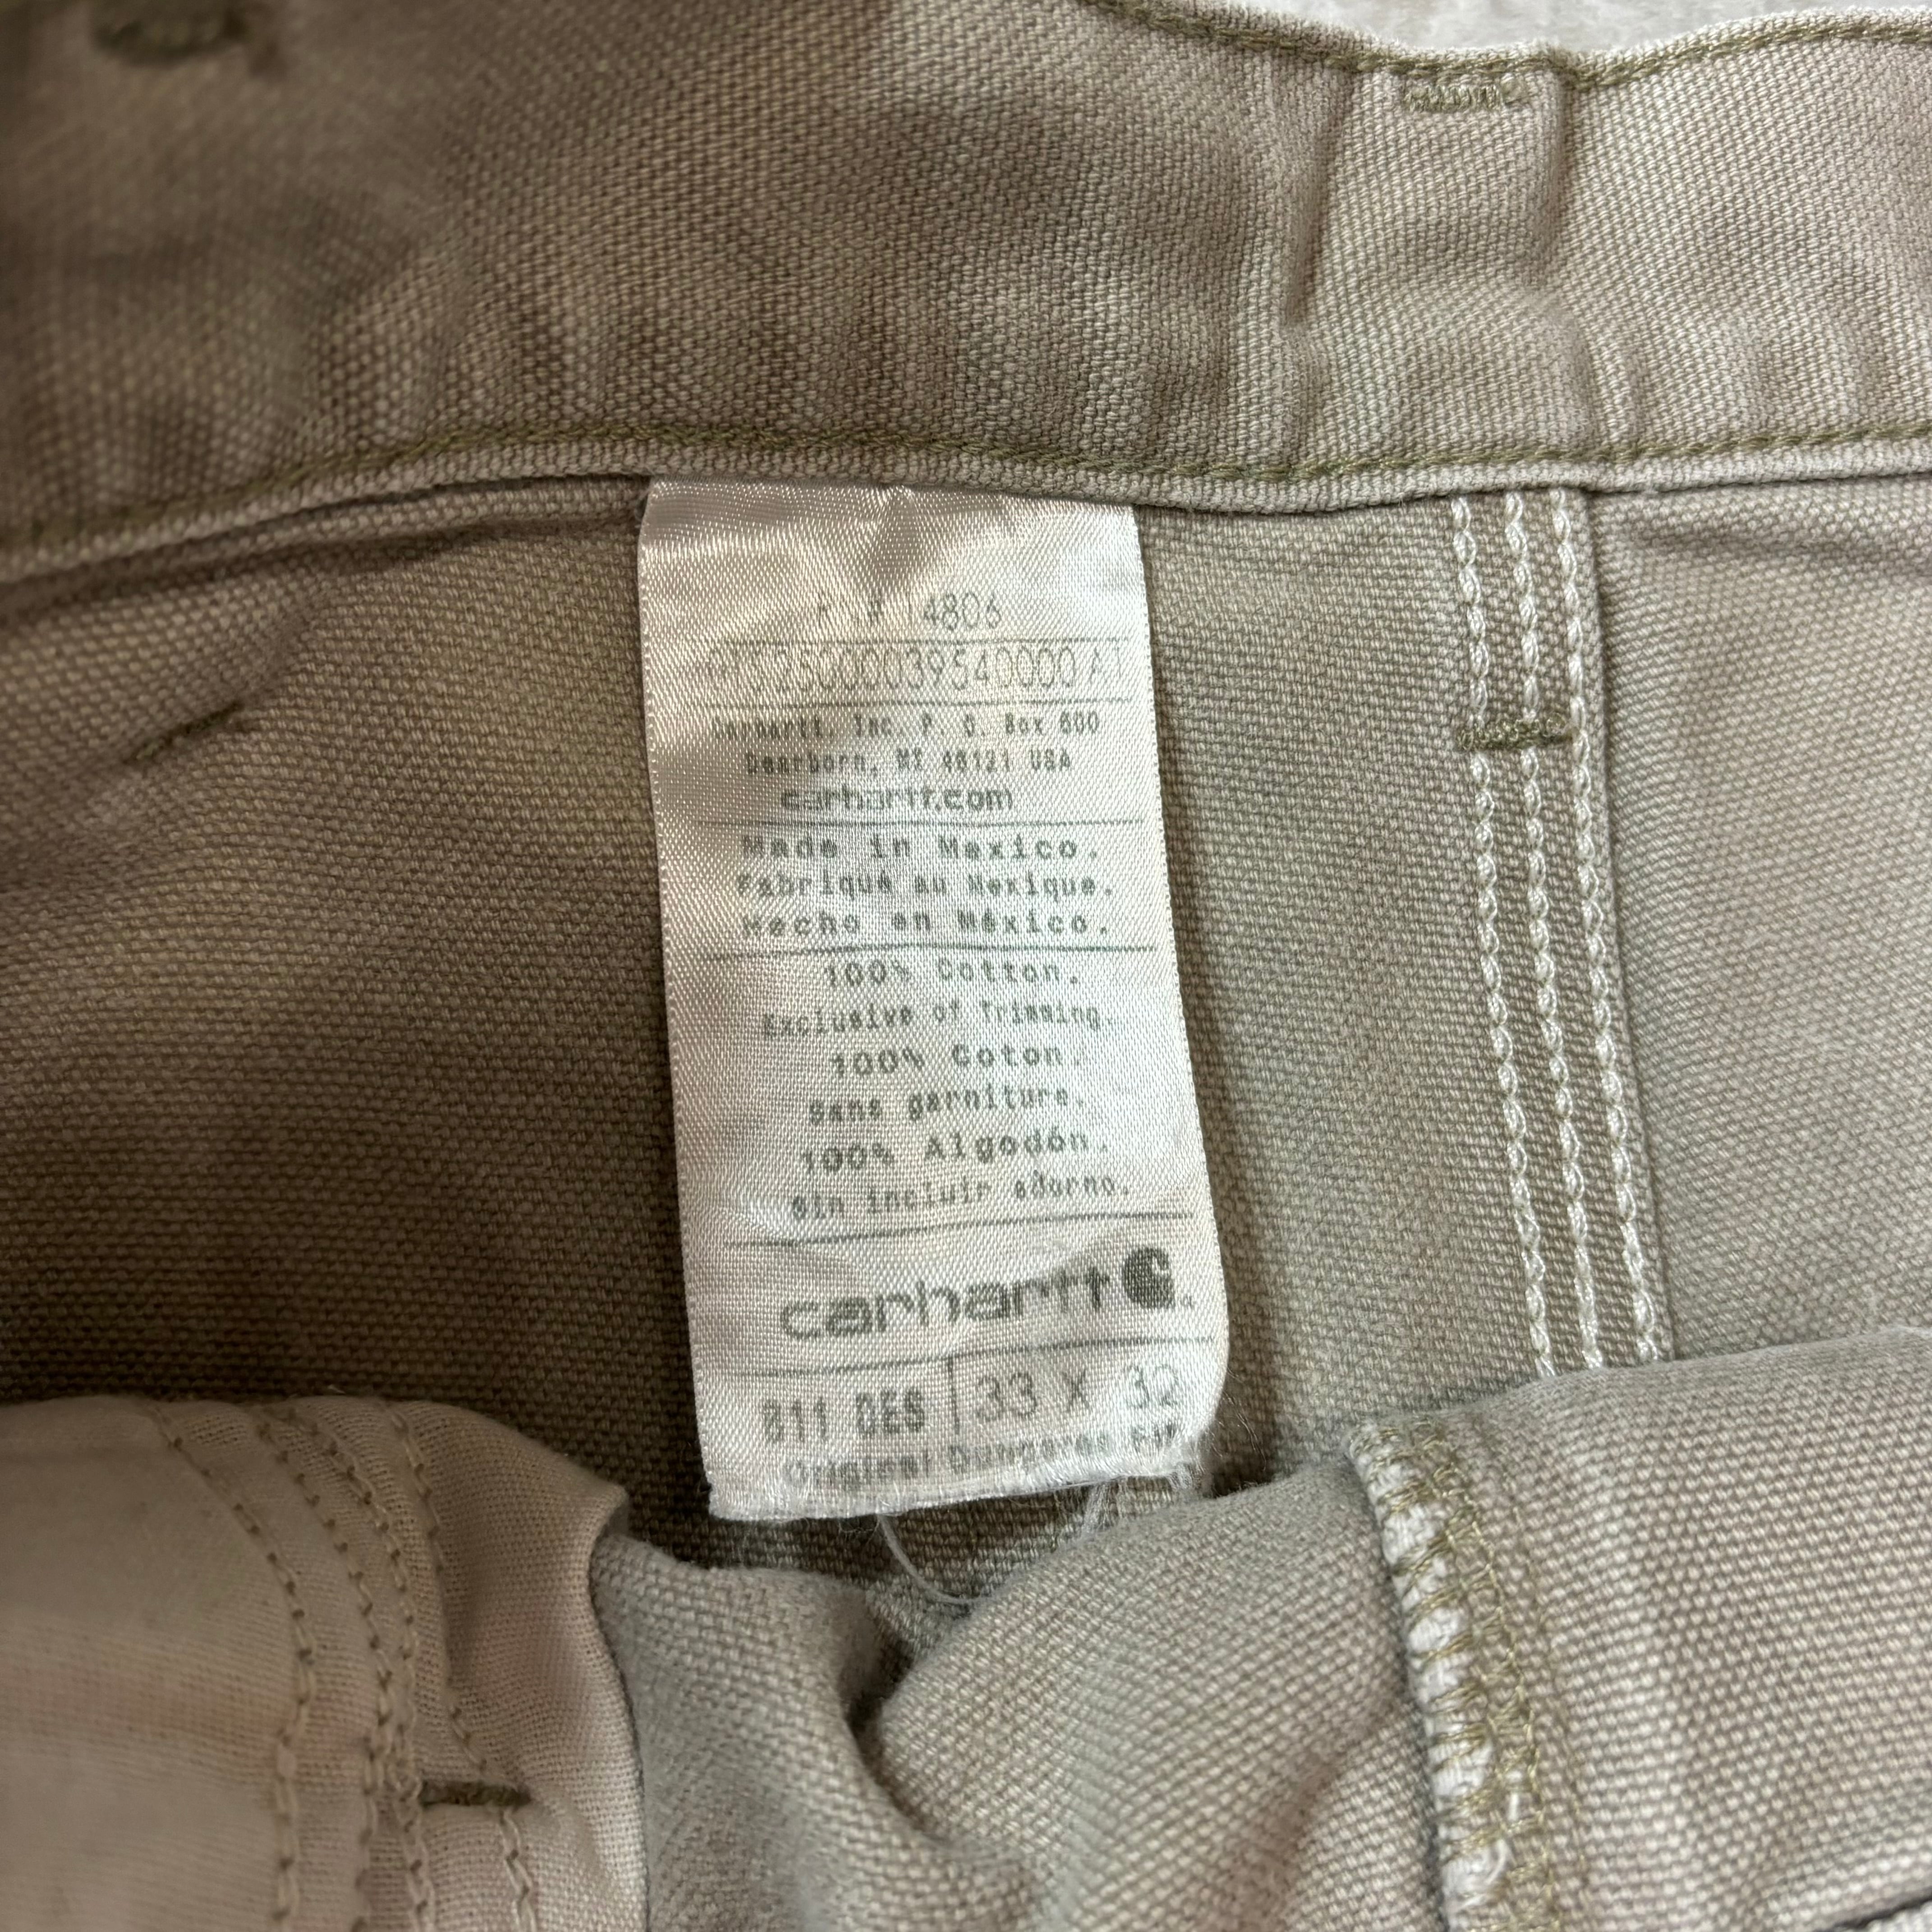 # 14806
Carhartt, Inc. P. O. Box 600
Dearborn, MI 48121 USA
carhartt.com
Made in Mexico.
Fabriqué au Mexique.
Hecho en México.
100% Cotton.
Exclusive of Trimming.
100% Coton.
sans garniture.
100% Algodón.
sin incluir adorno.
carhartt
B11 DES 33 X 32
Original Dungaree Fit